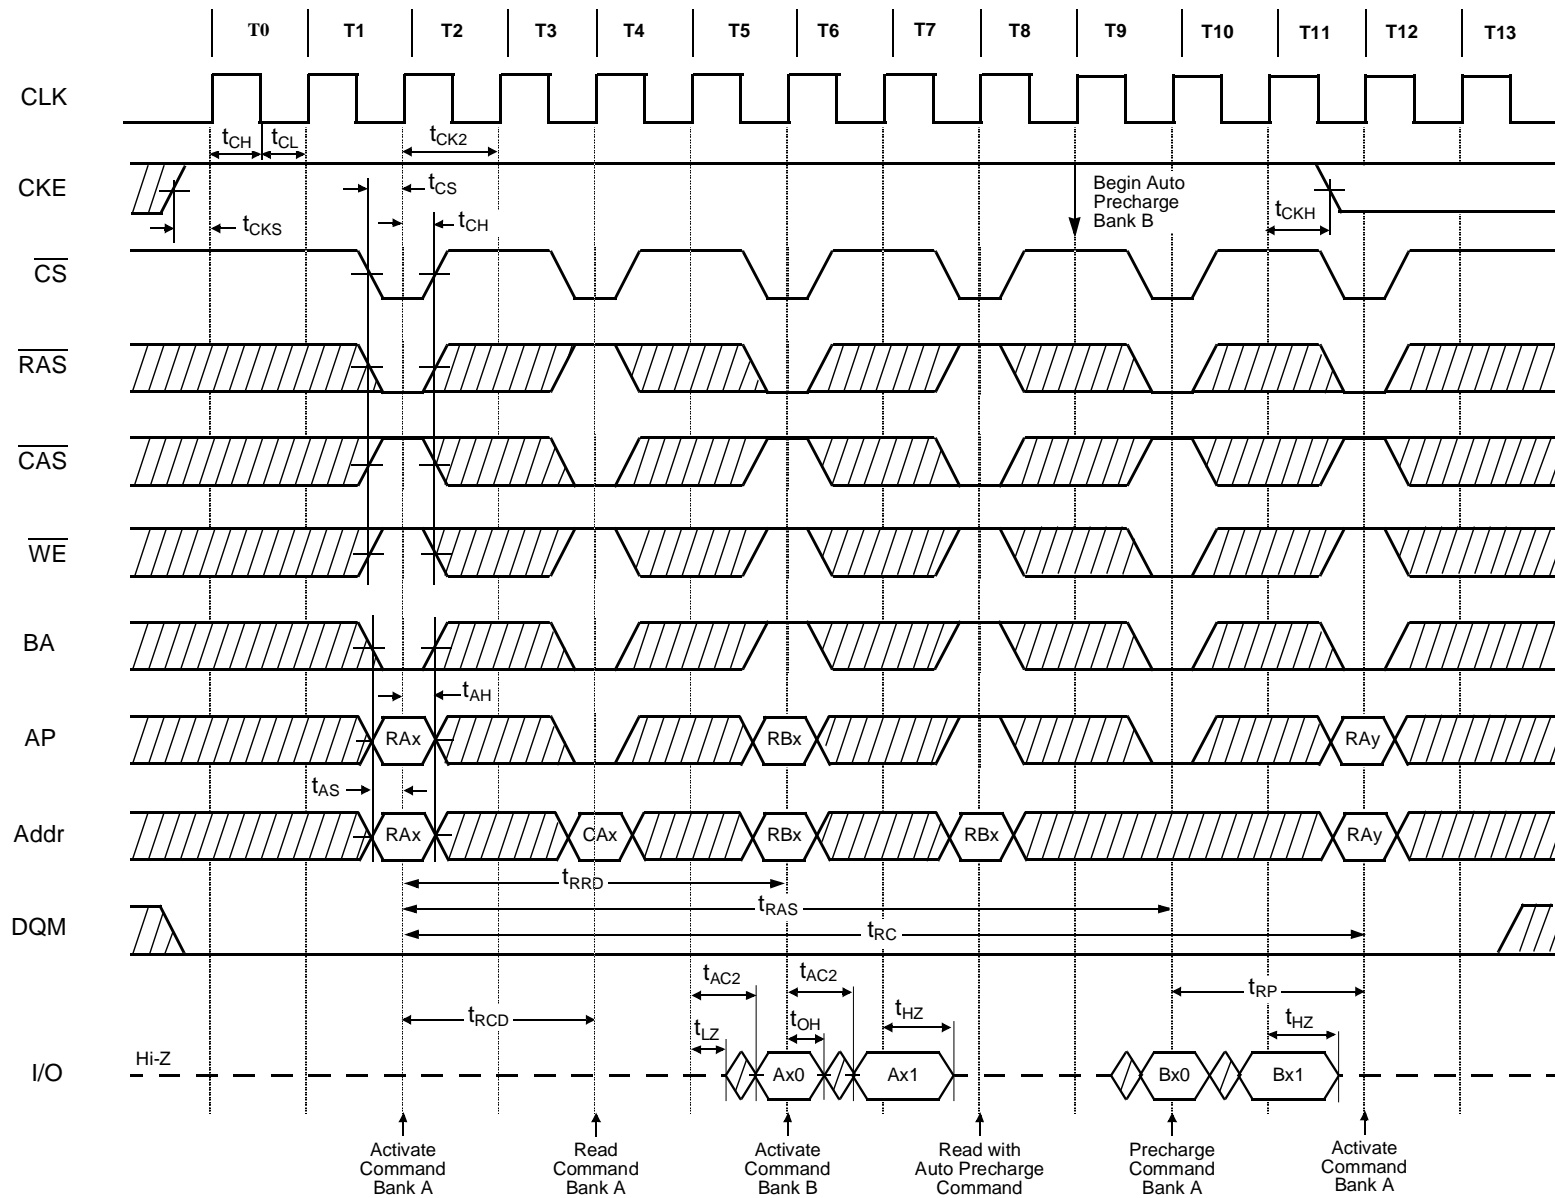 T0 T1 T2 T3 T4 T5 T6 T7 T8 T9 T10 T11 T12 T13
CLK
tCH tCL tCK2
CKE
tCS
Begin Auto
Precharge
Bank B
tCKS
tCH
tCKH
CS
RAS
CAS
WE
BA
tAH
AP
RAx RBx RAy
tAS
Addr
RAx CAx RBx RBx RAy
tRRD
tRAS
DQM
tRC
tAC2 tAC2
tRP
tRCD
tLZ tOH tHZ tHZ
I/O
Hi-Z
Ax0 Ax1 Bx0 Bx1
Activate
Command
Bank A
Read
Command
Bank A
Activate
Command
Bank B
Read with
Auto Precharge
Command
Precharge
Command
Bank A
Activate
Command
Bank A